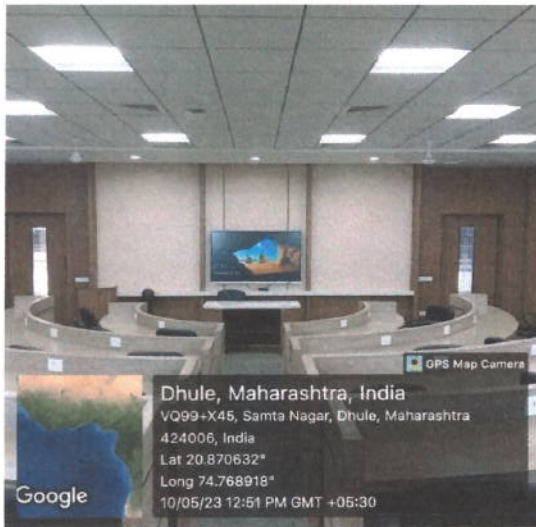 GPS Map Camera
Dhule, Maharashtra, India
VQ99+X45, Samta Nagar, Dhule, Maharashtra
424006, India
Lat 20.870632°
Long 74.768918°
10/05/23 12:51 PM GMT +05:30
Google